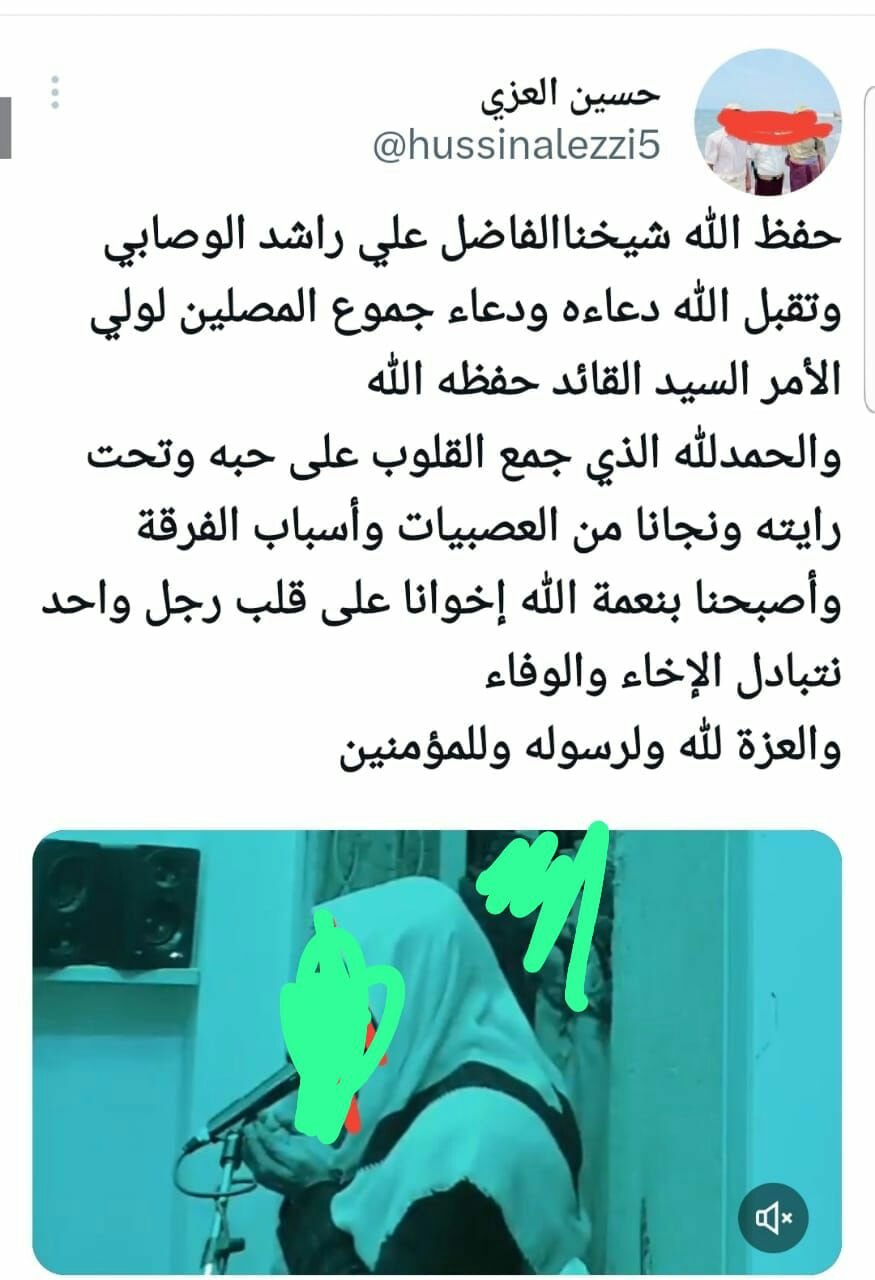 حسين العزي
@hussinalezzi5
حفظ الله شيخناالفاضل علي راشد الوصابي
وتقبل الله دعاءه ودعاء جموع المصلين لولي
الأمر السيد القائد حفظه الله
والحمدلله الذي جمع القلوب على حبه وتحت
رايته ونجانا من العصبيات وأسباب الفرقة
وأصبحنا بنعمة الله إخوانا على قلب رجل واحد
نتبادل الإخاء والوفاء
والعزة لله ولرسوله وللمؤمنين